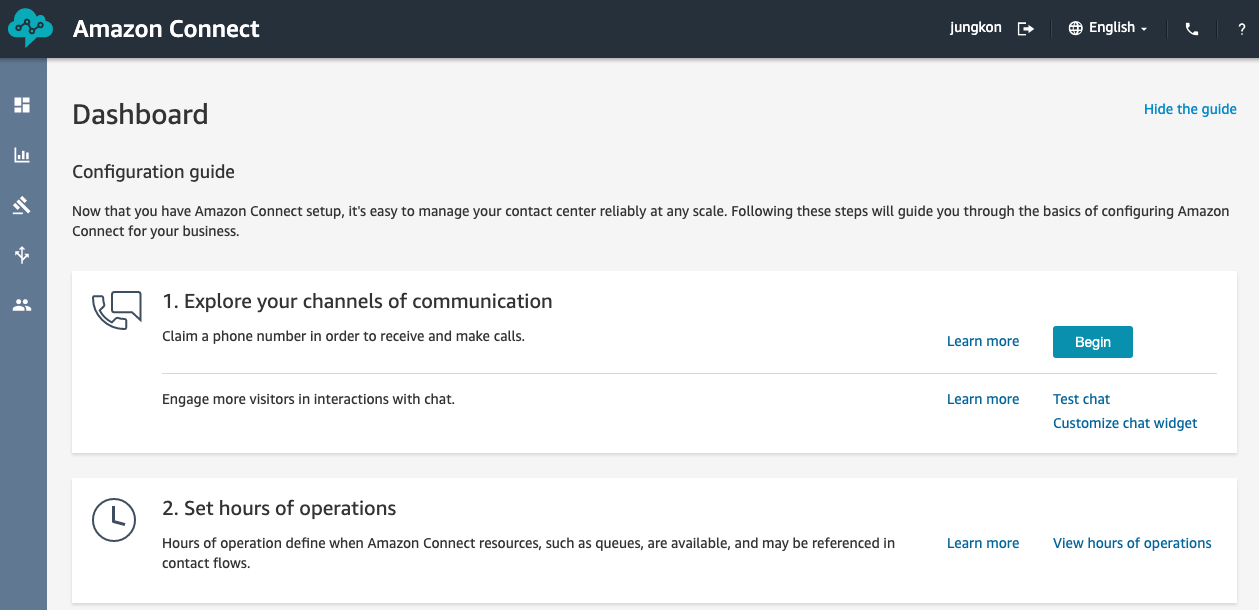 Amazon Connect
jungkon
English
?
Dashboard
Hide the guide
Configuration guide
Now that you have Amazon Connect setup, it's easy to manage your contact center reliably at any scale. Following these steps will guide you through the basics of configuring Amazon
Connect for your business.
1. Explore your channels of communication
Claim a phone number in order to receive and make calls.
Learn more
Begin
Engage more visitors in interactions with chat.
Learn more
Test chat
Customize chat widget
2. Set hours of operations
Hours of operation define when Amazon Connect resources, such as queues, are available, and may be referenced in
contact flows.
Learn more
View hours of operations